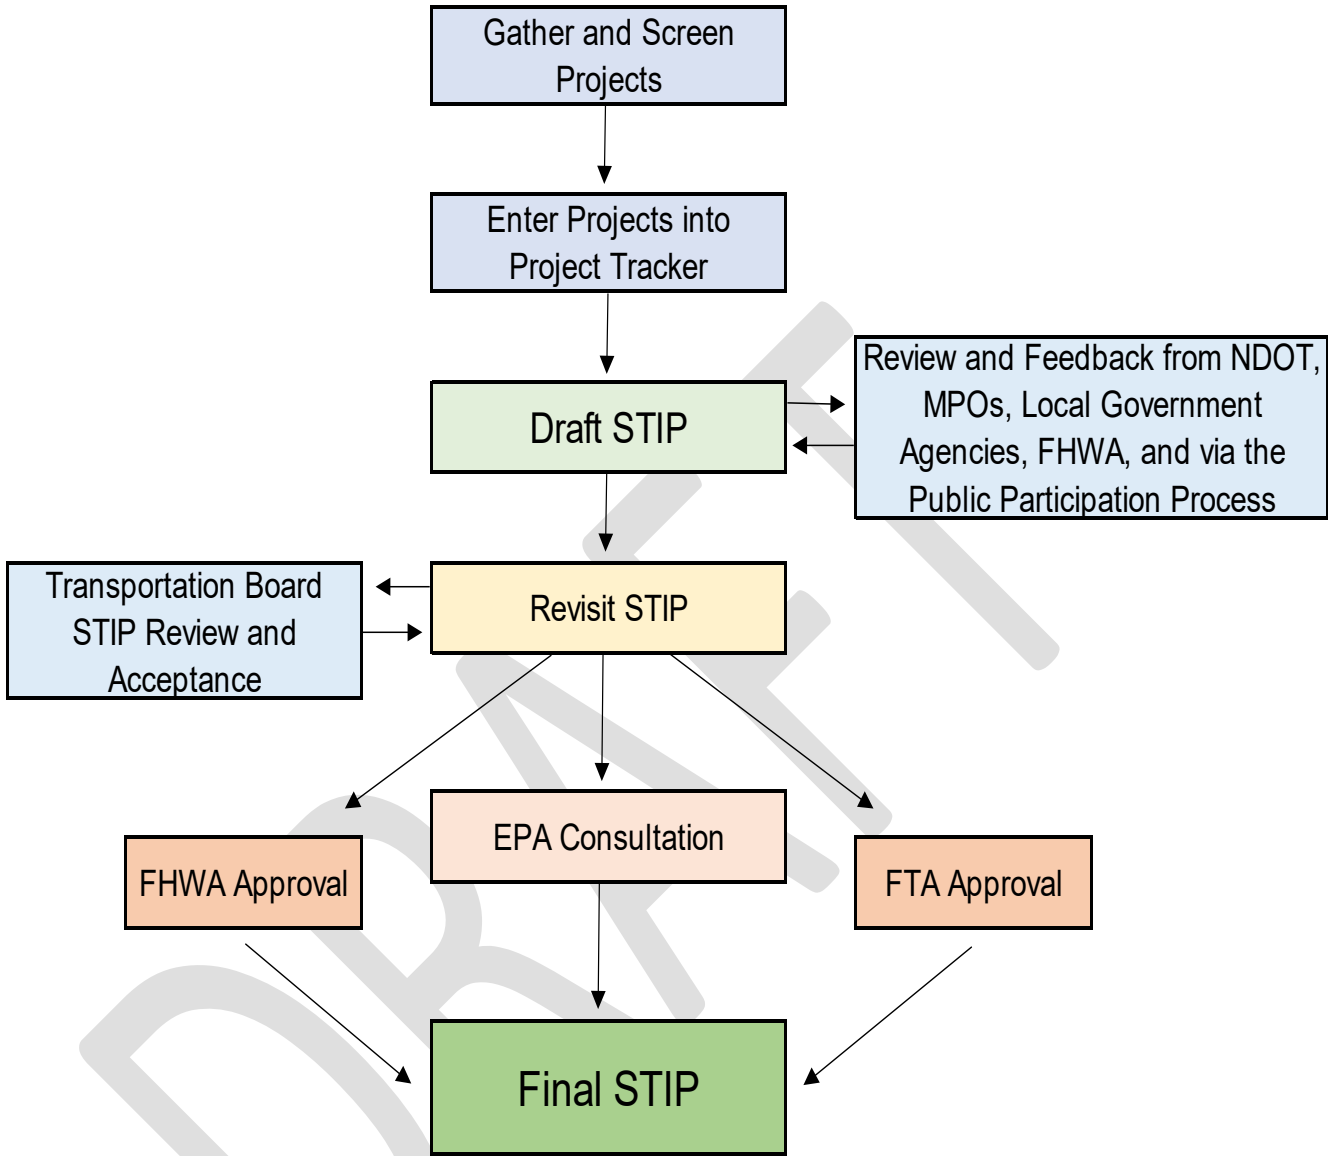 Gather and Screen
Projects
Enter Projects into
Project Tracker
Draft STIP
Review and Feedback from NDOT,
MPOs, Local Government
Agencies, FHWA, and via the
Public Participation Process
Transportation Board
STIP Review and
Acceptance
Revisit STIP
FHWA Approval
EPA Consultation
FTA Approval
Final STIP
DRAFT